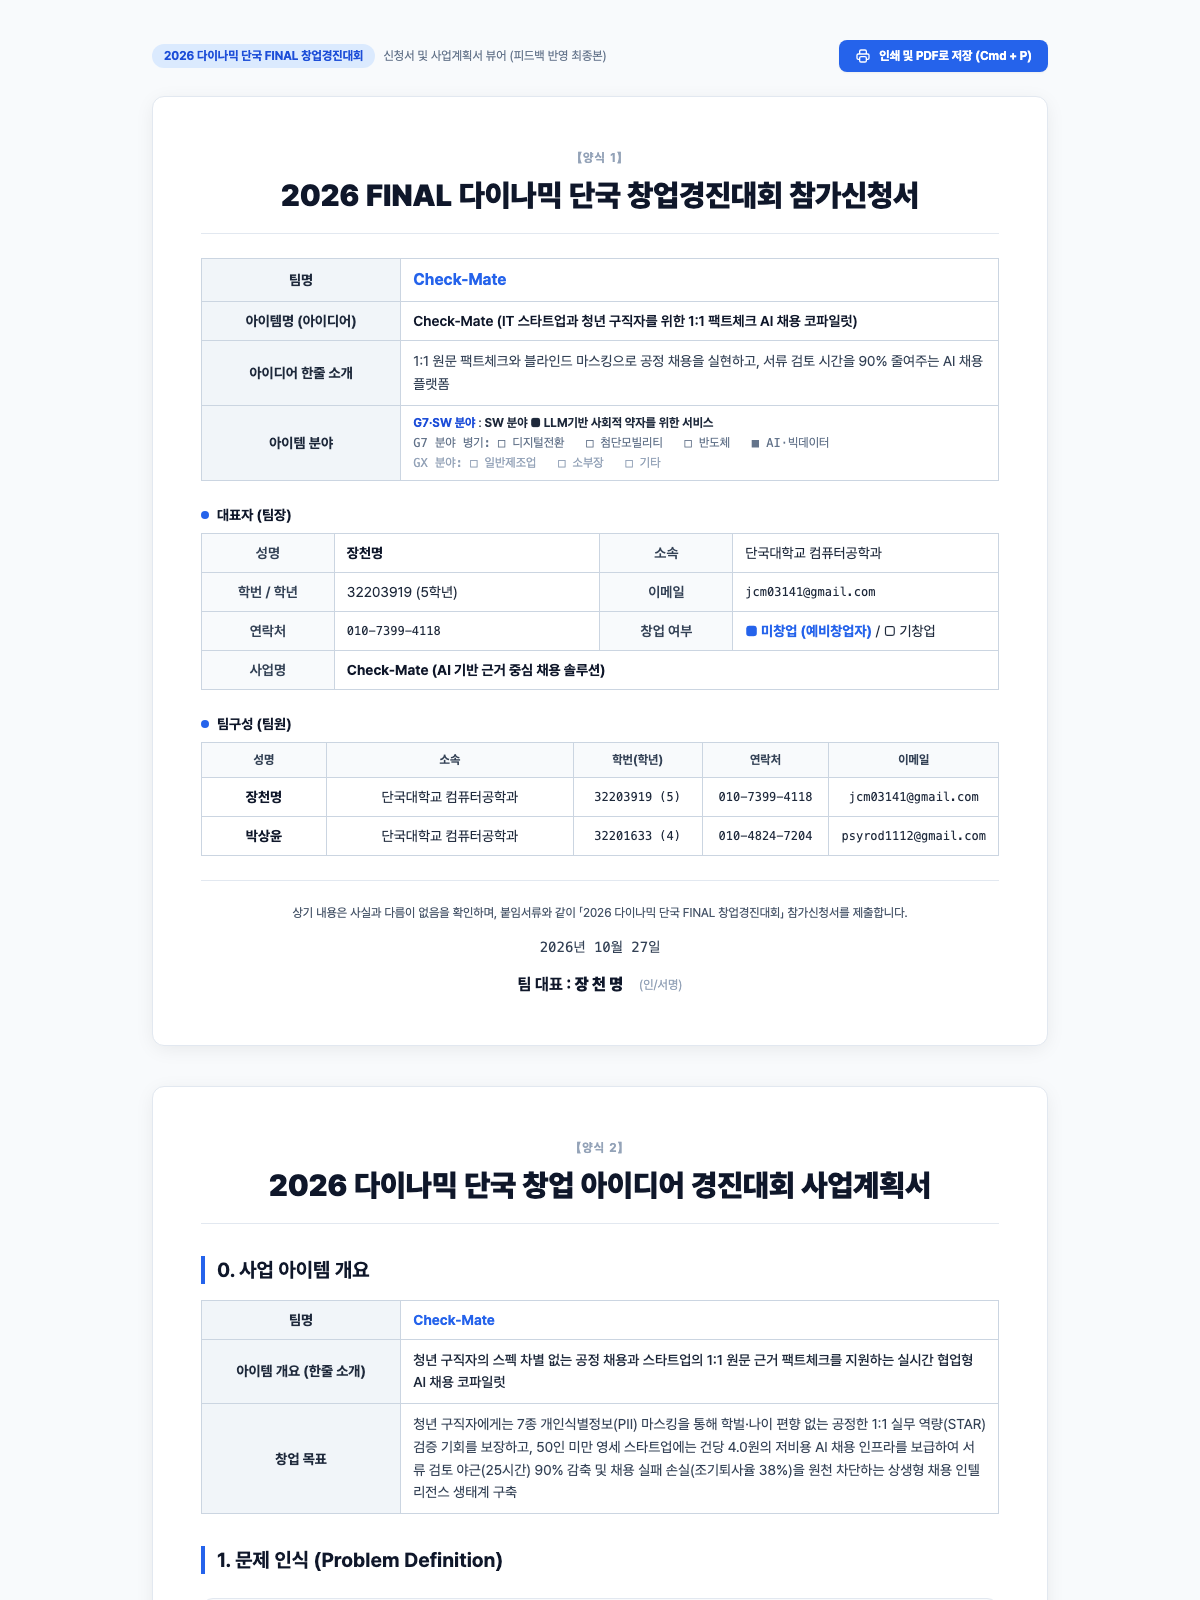 2026 다이나믹 단국 FINAL 창업경진대회 신청서 및 사업계획서 뷰어 (피드백 반영 최종본) 인쇄 및 PDF로 저장 (Cmd + P)
【양식 1】
2026 FINAL 다이나믹 단국 창업경진대회 참가신청서
팀명 Check-Mate
아이템명 (아이디어) Check-Mate (IT 스타트업과 청년 구직자를 위한 1:1 팩트체크 AI 채용 코파일럿)
아이디어 한줄 소개 1:1 원문 팩트체크와 블라인드 마스킹으로 공정 채용을 실현하고, 서류 검토 시간을 90% 줄여주는 AI 채용
플랫폼
아이템 분야 G7·SW 분야 : SW 분야 ■ LLM기반 사회적 약자를 위한 서비스
G7 분야 병기: □ 디지털전환 □ 첨단모빌리티 □ 반도체 ■ AI·빅데이터
GX 분야: □ 일반제조업 □ 소부장 □ 기타
대표자 (팀장)
성명 장천명 소속 단국대학교 컴퓨터공학과
학번 / 학년 32203919 (5학년) 이메일 jcm03141@gmail.com
연락처 010-7399-4118 창업 여부 ■ 미창업 (예비창업자) / □ 기창업
사업명 Check-Mate (AI 기반 근거 중심 채용 솔루션)
팀구성 (팀원)
성명 소속 학번(학년) 연락처 이메일
장천명 단국대학교 컴퓨터공학과 32203919 (5) 010-7399-4118 jcm03141@gmail.com
박상윤 단국대학교 컴퓨터공학과 32201633 (4) 010-4824-7204 psyrod1112@gmail.com
상기 내용은 사실과 다름이 없음을 확인하며, 붙임서류와 같이 「2026 다이나믹 단국 FINAL 창업경진대회」 참가신청서를 제출합니다.
2026년 10월 27일
팀 대표 : 장 천 명 (인/서명)
【양식 2】
2026 다이나믹 단국 창업 아이디어 경진대회 사업계획서
0. 사업 아이템 개요
팀명 Check-Mate
아이템 개요 (한줄 소개) 청년 구직자의 스펙 차별 없는 공정 채용과 스타트업의 1:1 원문 근거 팩트체크를 지원하는 실시간 협업형
AI 채용 코파일럿
창업 목표 청년 구직자에게는 7종 개인식별정보(PII) 마스킹을 통해 학벌·나이 편향 없는 공정한 1:1 실무 역량(STAR)
검증 기회를 보장하고, 50인 미만 영세 스타트업에는 건당 4.0원의 저비용 AI 채용 인프라를 보급하여 서
류 검토 야근(25시간) 90% 감축 및 채용 실패 손실(조기퇴사율 38%)을 원천 차단하는 상생형 채용 인텔
리전스 생태계 구축
1. 문제 인식 (Problem Definition)